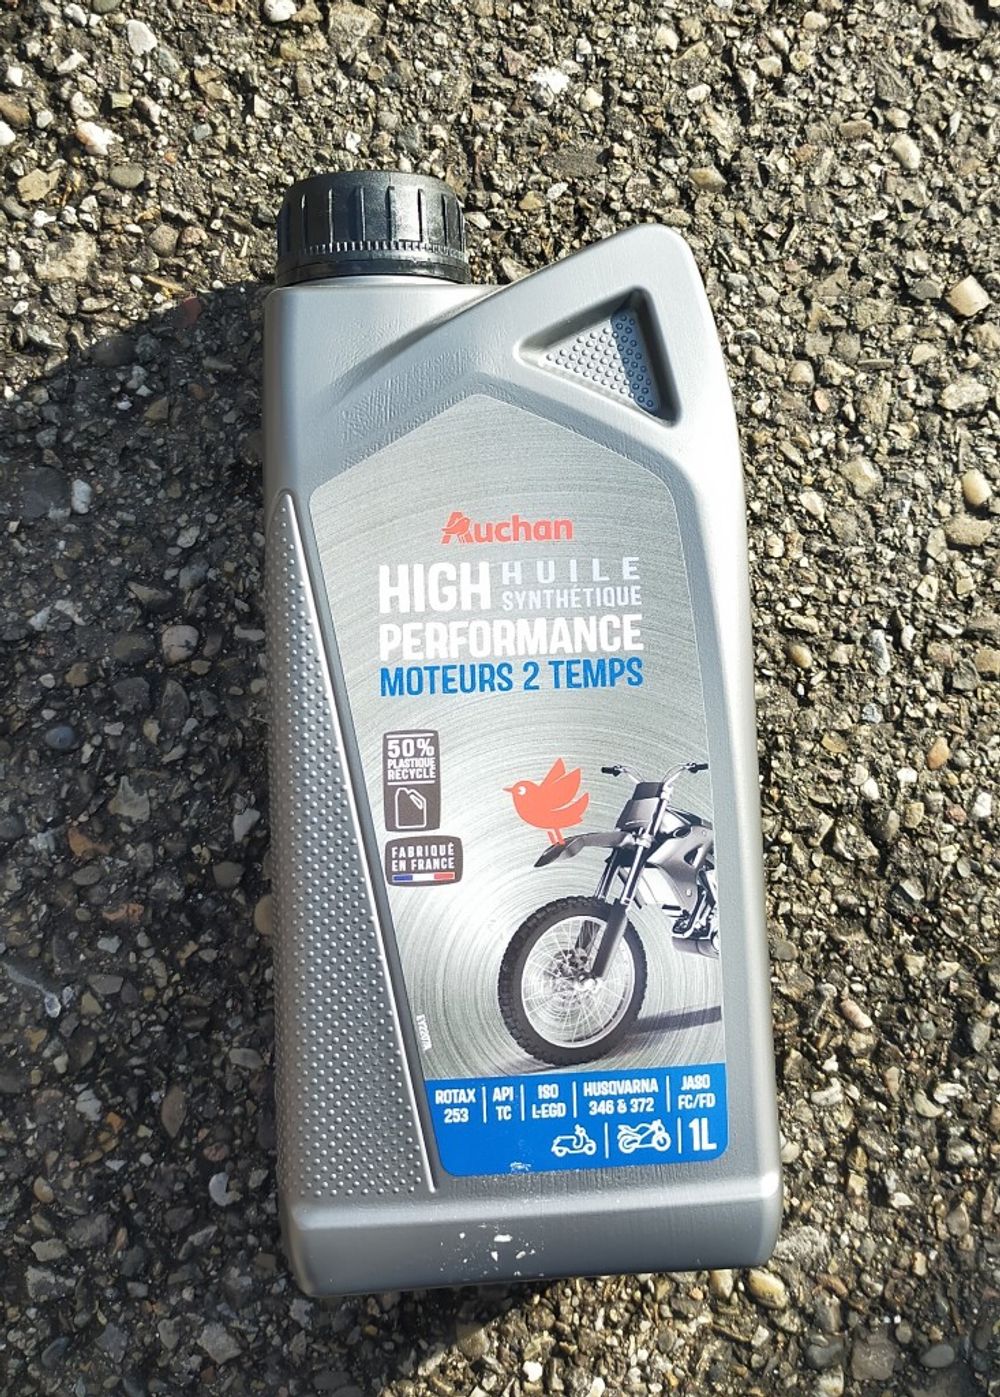 Auchan
HIGH HUILE
SYNTHÉTIQUE
PERFORMANCE
MOTEURS 2 TEMPS
50%
PLASTIQUE
RECYCLÉ
FABRIQUÉ
EN FRANCE
ROTAX
253
API
TC
ISO
L-EGD
HUSQVARNA
346 & 372
JASO
FC/FD
1L